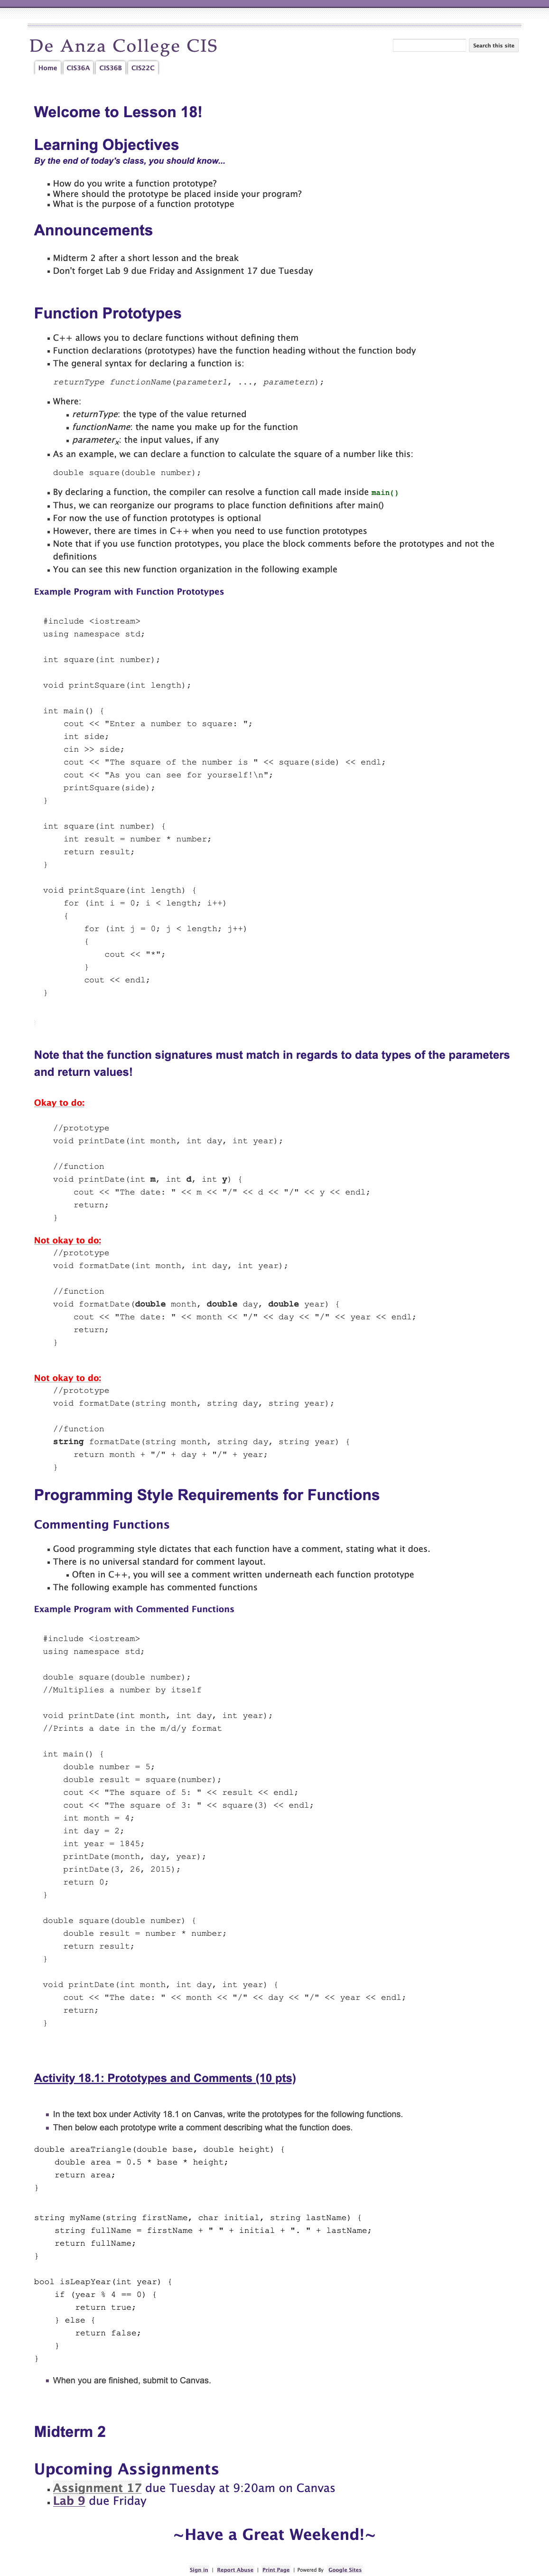 De Anza College CIS
Search this site
Home CIS36A CIS36B CIS22C
Welcome to Lesson 18!
Learning Objectives
By the end of today's class, you should know...
▪ How do you write a function prototype?
▪ Where should the prototype be placed inside your program?
▪ What is the purpose of a function prototype
Announcements
▪ Midterm 2 after a short lesson and the break
▪ Don't forget Lab 9 due Friday and Assignment 17 due Tuesday
Function Prototypes
▪ C++ allows you to declare functions without defining them
▪ Function declarations (prototypes) have the function heading without the function body
▪ The general syntax for declaring a function is:
returnType functionName(parameter1, ..., parametern);
▪ Where:
▪ returnType: the type of the value returned
▪ functionName: the name you make up for the function
▪ parameterx: the input values, if any
▪ As an example, we can declare a function to calculate the square of a number like this:
double square(double number);
▪ By declaring a function, the compiler can resolve a function call made inside main()
▪ Thus, we can reorganize our programs to place function definitions after main()
▪ For now the use of function prototypes is optional
▪ However, there are times in C++ when you need to use function prototypes
▪ Note that if you use function prototypes, you place the block comments before the prototypes and not the
definitions
▪ You can see this new function organization in the following example
Example Program with Function Prototypes
#include <iostream>
using namespace std;
int square(int number);
void printSquare(int length);
int main() {
cout << "Enter a number to square: ";
int side;
cin >> side;
cout << "The square of the number is " << square(side) << endl;
cout << "As you can see for yourself!\n";
printSquare(side);
}
int square(int number) {
int result = number * number;
return result;
}
void printSquare(int length) {
for (int i = 0; i < length; i++)
{
for (int j = 0; j < length; j++)
{
cout << "*";
}
cout << endl;
}
Note that the function signatures must match in regards to data types of the parameters
and return values!
Okay to do:
//prototype
void printDate(int month, int day, int year);
//function
void printDate(int m, int d, int y) {
cout << "The date: " << m << "/" << d << "/" << y << endl;
return;
}
Not okay to do:
//prototype
void formatDate(int month, int day, int year);
//function
void formatDate(double month, double day, double year) {
cout << "The date: " << month << "/" << day << "/" << year << endl;
return;
}
Not okay to do:
//prototype
void formatDate(string month, string day, string year);
//function
string formatDate(string month, string day, string year) {
return month + "/" + day + "/" + year;
}
Programming Style Requirements for Functions
Commenting Functions
▪ Good programming style dictates that each function have a comment, stating what it does.
▪ There is no universal standard for comment layout.
▪ Often in C++, you will see a comment written underneath each function prototype
▪ The following example has commented functions
Example Program with Commented Functions
#include <iostream>
using namespace std;
double square(double number);
//Multiplies a number by itself
void printDate(int month, int day, int year);
//Prints a date in the m/d/y format
int main() {
double number = 5;
double result = square(number);
cout << "The square of 5: " << result << endl;
cout << "The square of 3: " << square(3) << endl;
int month = 4;
int day = 2;
int year = 1845;
printDate(month, day, year);
printDate(3, 26, 2015);
return 0;
}
double square(double number) {
double result = number * number;
return result;
}
void printDate(int month, int day, int year) {
cout << "The date: " << month << "/" << day << "/" << year << endl;
return;
}
Activity 18.1: Prototypes and Comments (10 pts)
▪ In the text box under Activity 18.1 on Canvas, write the prototypes for the following functions.
▪ Then below each prototype write a comment describing what the function does.
double areaTriangle(double base, double height) {
double area = 0.5 * base * height;
return area;
}
string myName(string firstName, char initial, string lastName) {
string fullName = firstName + " " + initial + ". " + lastName;
return fullName;
}
bool isLeapYear(int year) {
if (year % 4 == 0) {
return true;
} else {
return false;
}
}
▪ When you are finished, submit to Canvas.
Midterm 2
Upcoming Assignments
▪ Assignment 17 due Tuesday at 9:20am on Canvas
▪ Lab 9 due Friday
~Have a Great Weekend!~
Sign in | Report Abuse | Print Page | Powered By Google Sites